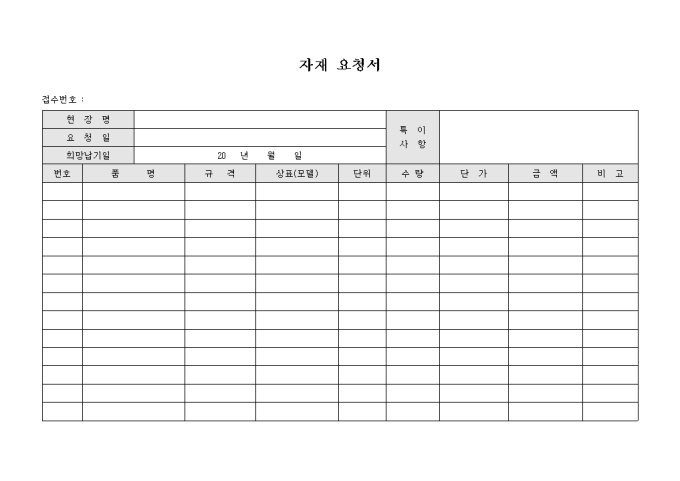 자재 요청서
접수번호 :
현 장 명
요 청 일
희망납기일 20 년 월 일
특 이
사 항
번호 품 명 규 격 상표(모델) 단위 수 량 단 가 금 액 비 고